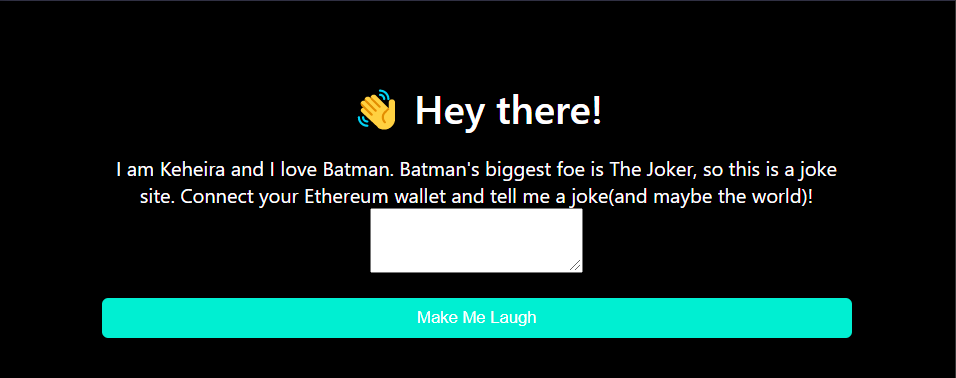 👋 Hey there!
I am Keheira and I love Batman. Batman's biggest foe is The Joker, so this is a joke
site. Connect your Ethereum wallet and tell me a joke(and maybe the world)!
Make Me Laugh